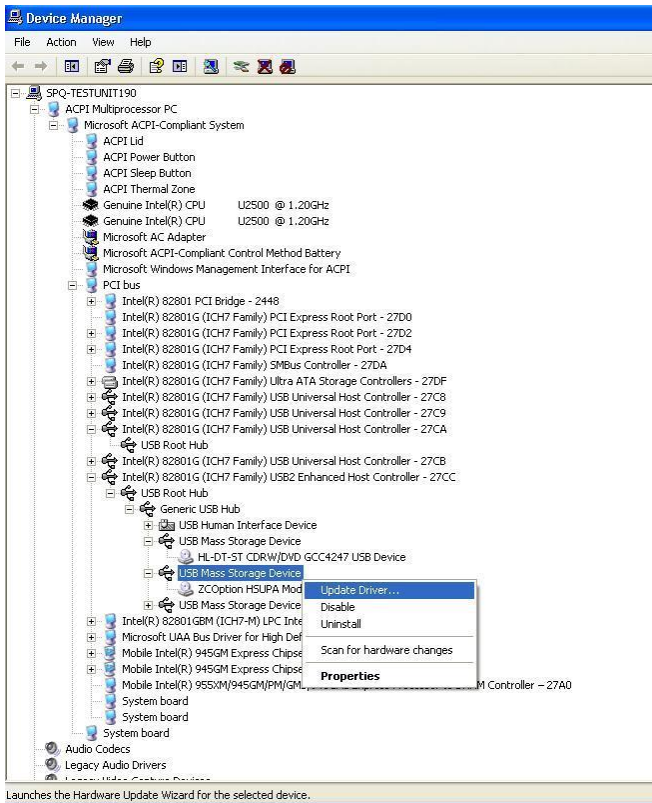 Device Manager
File Action View Help
SPQ-TESTUNIT190
ACPI Multiprocessor PC
Microsoft ACPI-Compliant System
ACPI Lid
ACPI Power Button
ACPI Sleep Button
ACPI Thermal Zone
Genuine Intel(R) CPU U2500 @ 1.20GHz
Genuine Intel(R) CPU U2500 @ 1.20GHz
Microsoft AC Adapter
Microsoft ACPI-Compliant Control Method Battery
Microsoft Windows Management Interface for ACPI
PCI bus
Intel(R) 82801 PCI Bridge - 2448
Intel(R) 82801G (ICH7 Family) PCI Express Root Port - 27D0
Intel(R) 82801G (ICH7 Family) PCI Express Root Port - 27D2
Intel(R) 82801G (ICH7 Family) PCI Express Root Port - 27D4
Intel(R) 82801G (ICH7 Family) SMBus Controller - 27DA
Intel(R) 82801G (ICH7 Family) Ultra ATA Storage Controllers - 27DF
Intel(R) 82801G (ICH7 Family) USB Universal Host Controller - 27C8
Intel(R) 82801G (ICH7 Family) USB Universal Host Controller - 27C9
Intel(R) 82801G (ICH7 Family) USB Universal Host Controller - 27CA
USB Root Hub
Intel(R) 82801G (ICH7 Family) USB Universal Host Controller - 27CB
Intel(R) 82801G (ICH7 Family) USB2 Enhanced Host Controller - 27CC
USB Root Hub
Generic USB Hub
USB Human Interface Device
USB Mass Storage Device
HL-DT-ST CDRW/DVD GCC4247 USB Device
USB Mass Storage Device
ZCOption HSUPA Mod
Update Driver...
USB Mass Storage Device
Disable
Intel(R) 82801GBM (ICH7-M) LPC Inte
Uninstall
Microsoft UAA Bus Driver for High Def
Mobile Intel(R) 945GM Express Chipse
Scan for hardware changes
Mobile Intel(R) 945GM Express Chipse
Properties
Mobile Intel(R) 955XM/945GM/PM/GM M Controller - 27A0
System board
System board
System board
Audio Codecs
Legacy Audio Drivers
Launches the Hardware Update Wizard for the selected device.